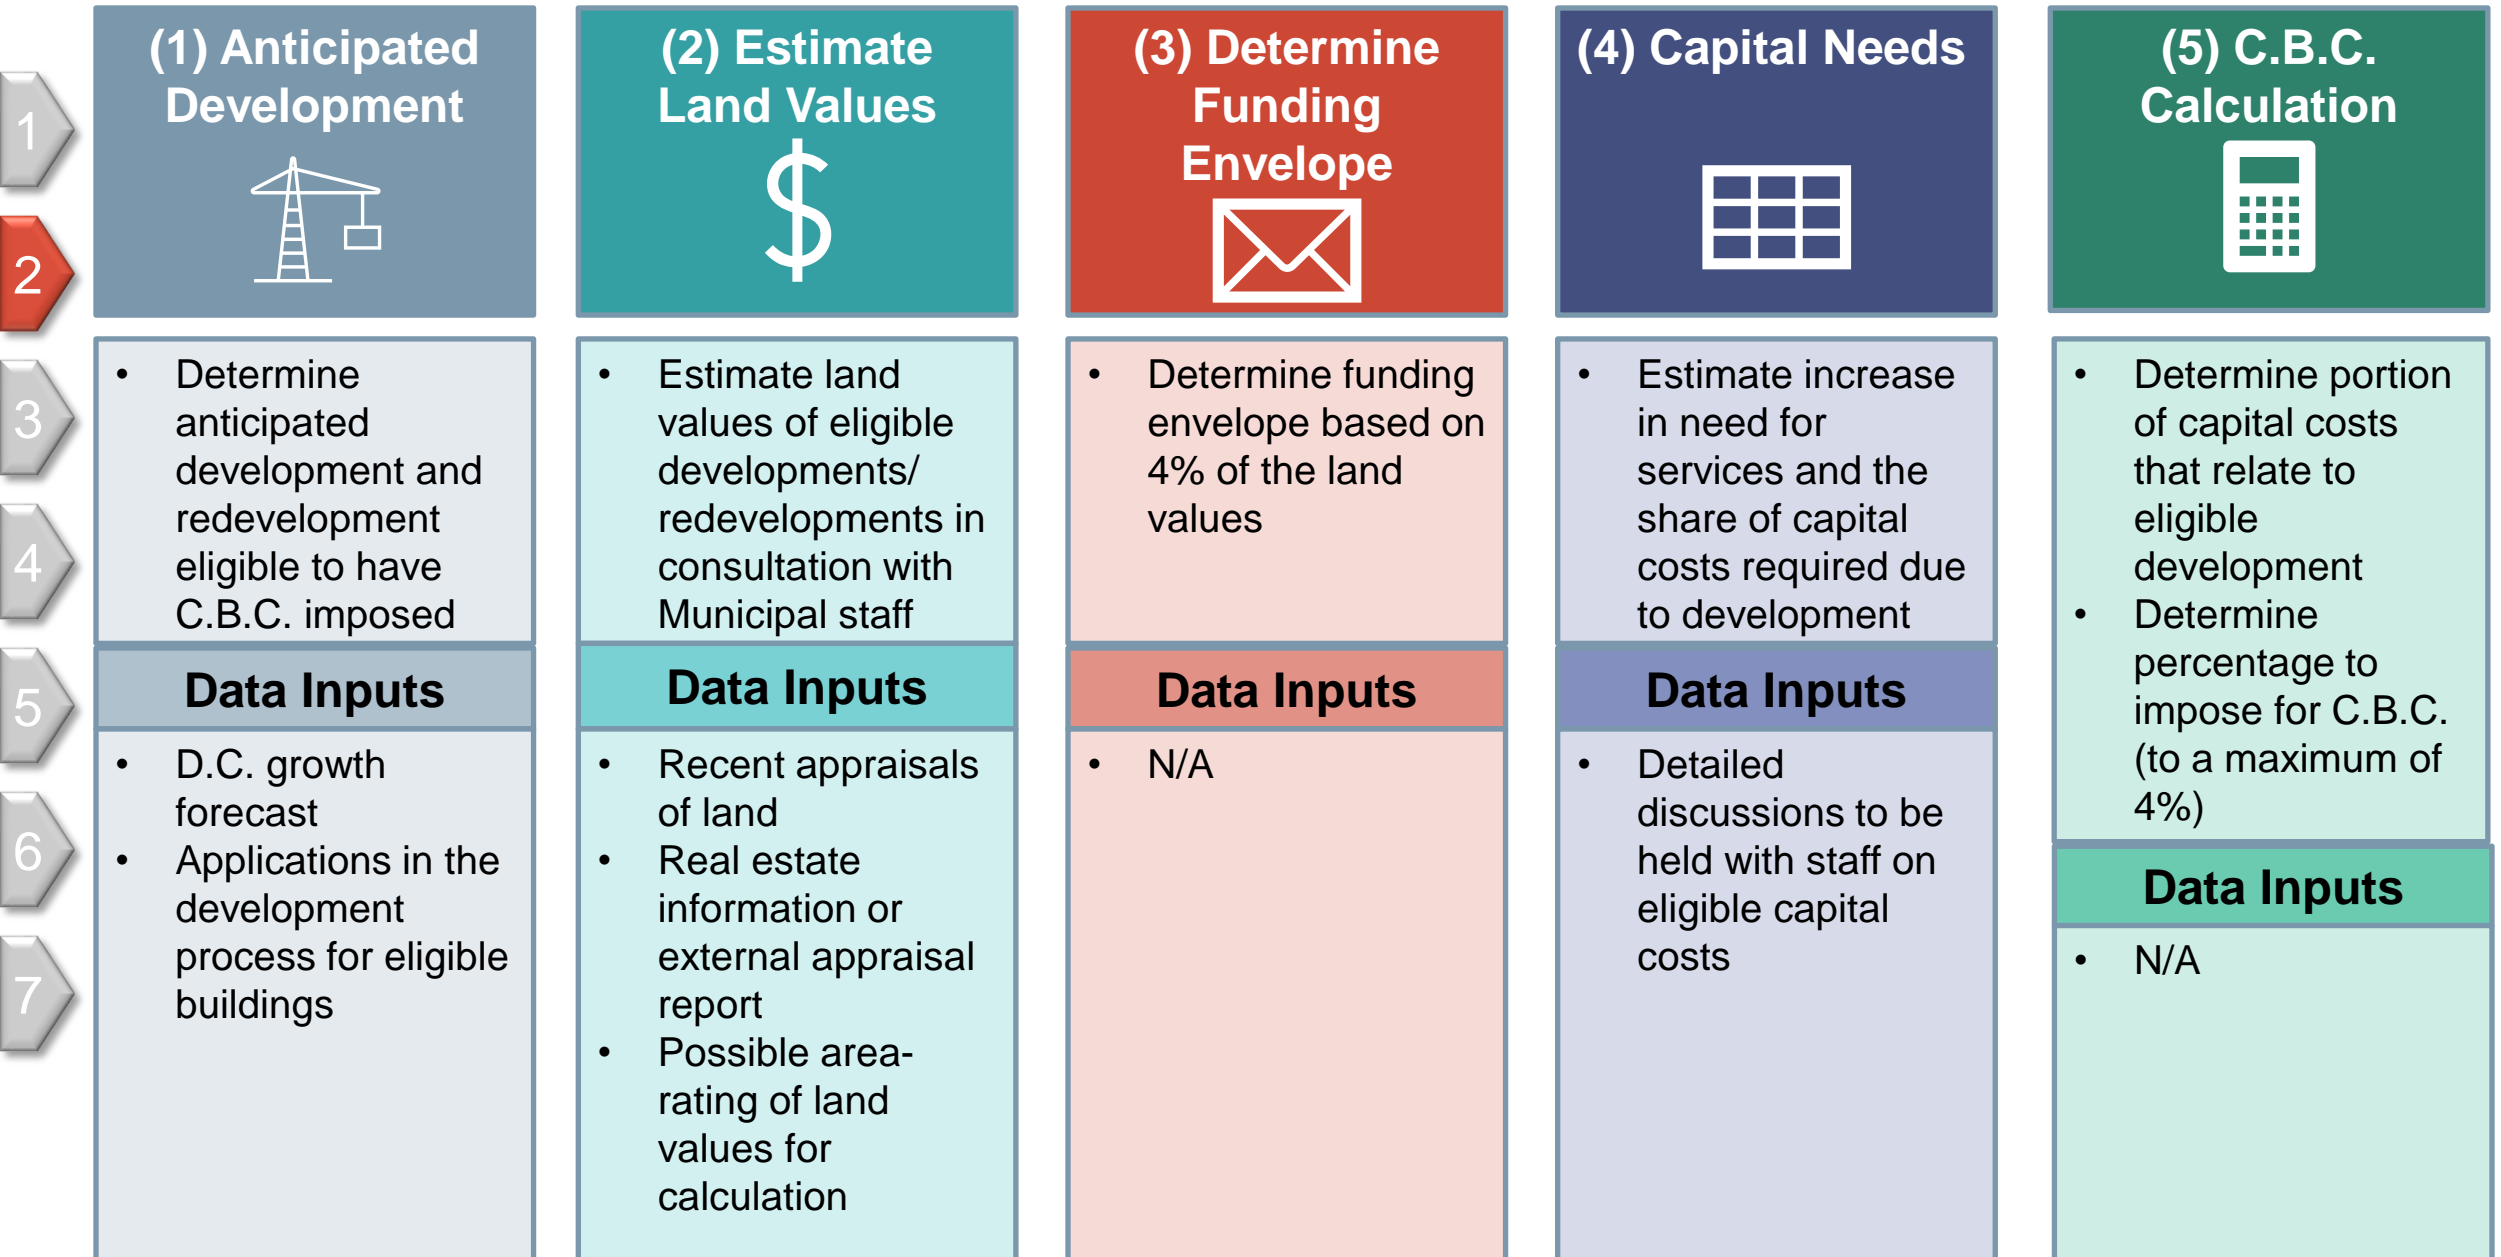 1
2
3
4
5
6
7
(1) Anticipated
Development
Determine
anticipated
development and
redevelopment
eligible to have
C.B.C. imposed
Data Inputs
• D.C. growth
forecast
• Applications in the
development
process for eligible
buildings
(2) Estimate
Land Values
• Estimate land
values of eligible
developments/
redevelopments in
consultation with
Municipal staff
Data Inputs
• Recent appraisals
of land
• Real estate
information or
external appraisal
report
• Possible area-
rating of land
values for
calculation
(3) Determine
Funding
Envelope
• Determine funding
envelope based on
4% of the land
values
Data Inputs
• N/A
(4) Capital Needs
• Estimate increase
in need for
services and the
share of capital
costs required due
to development
Data Inputs
• Detailed
discussions to be
held with staff on
eligible capital
costs
(5) C.B.C.
Calculation
• Determine portion
of capital costs
that relate to
eligible
development
• Determine
percentage to
impose for C.B.C.
(to a maximum of
4%)
Data Inputs
• N/A